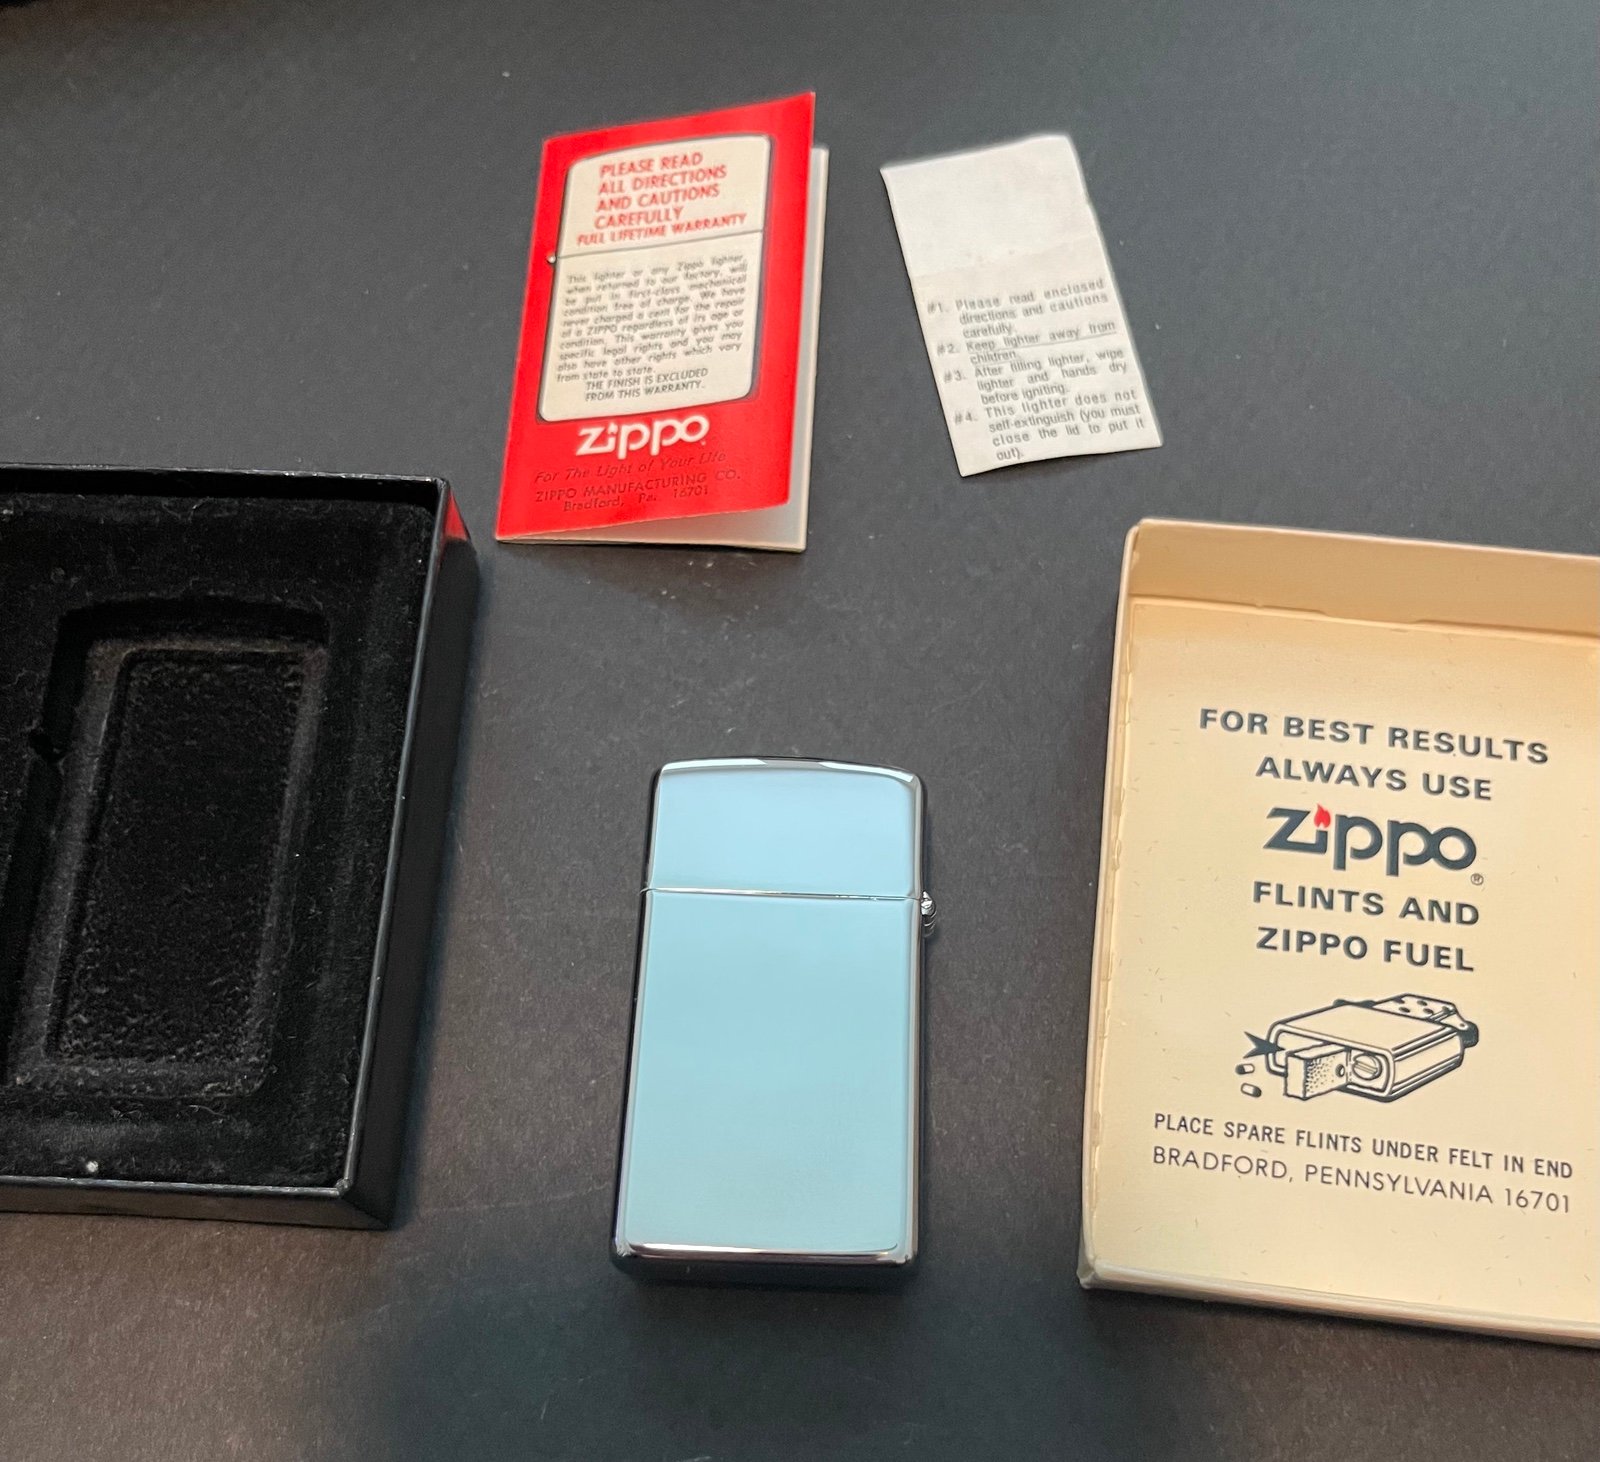 PLEASE READ
ALL DIRECTIONS
AND CAUTIONS
CAREFULLY
FULL LIFETIME WARRANTY
This lighter or any Zippo lighter,
when returned to our factory, will
be put in first-class mechanical
condition free of charge. We have
never charged a cent for the repair
of a ZIPPO regardless of its age or
condition. This warranty gives you
specific legal rights and you may
also have other rights which vary
from state to state.
THE FINISH IS EXCLUDED
FROM THIS WARRANTY.
Zippo
For The Light of Your Life
ZIPPO MANUFACTURING CO.
Bradford, Pa. 16701
#1. Please read enclosed
directions and cautions
carefully.
#2. Keep lighter away from
children.
#3. After filling lighter, wipe
lighter and hands dry
before igniting.
#4. This lighter does not
self-extinguish (you must
close the lid to put it
out).
FOR BEST RESULTS
ALWAYS USE
Zippo®
FLINTS AND
ZIPPO FUEL
PLACE SPARE FLINTS UNDER FELT IN END
BRADFORD, PENNSYLVANIA 16701